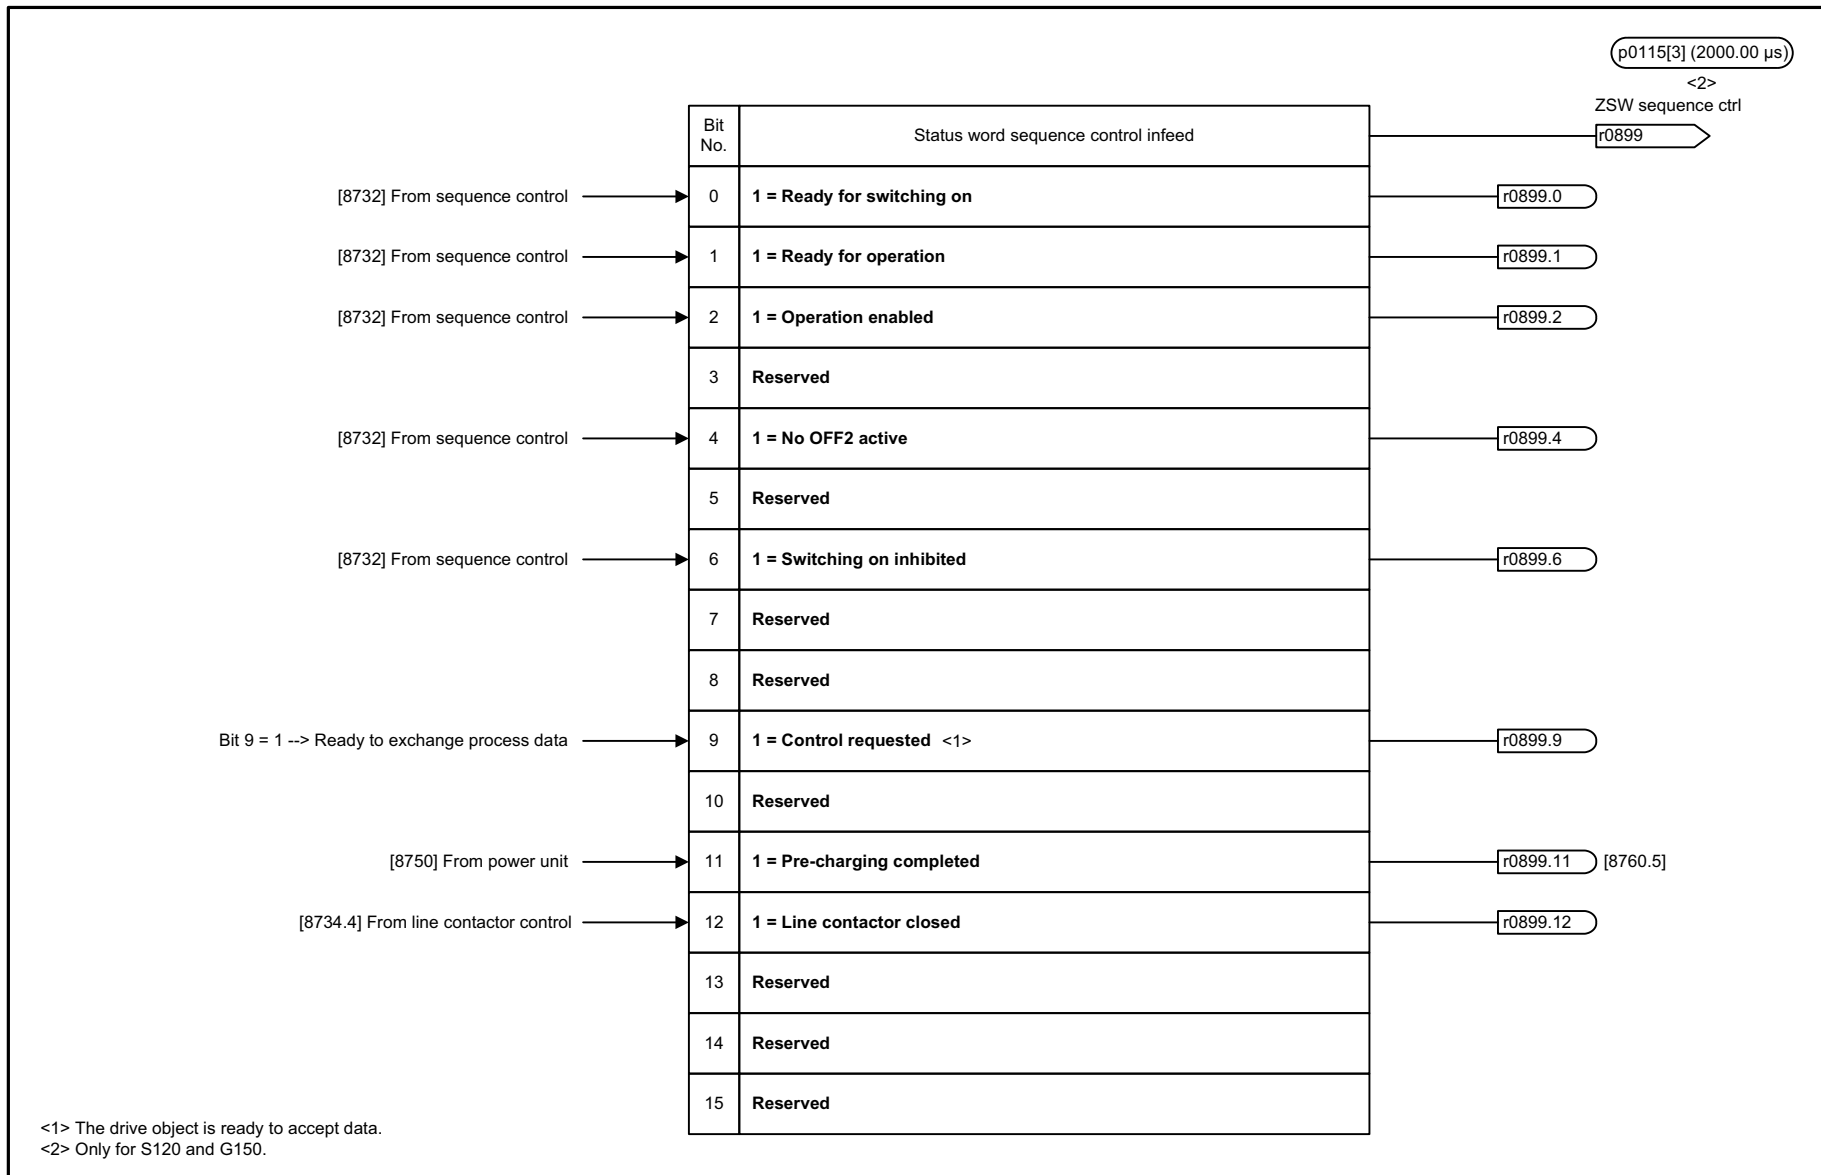 p0115[3] (2000.00 µs)
<2>
ZSW sequence ctrl
Bit No.
Status word sequence control infeed
r0899
[8732] From sequence control
0
1 = Ready for switching on
r0899.0
[8732] From sequence control
1
1 = Ready for operation
r0899.1
[8732] From sequence control
2
1 = Operation enabled
r0899.2
3
Reserved
[8732] From sequence control
4
1 = No OFF2 active
r0899.4
5
Reserved
[8732] From sequence control
6
1 = Switching on inhibited
r0899.6
7
Reserved
8
Reserved
Bit 9 = 1 --> Ready to exchange process data
9
1 = Control requested <1>
r0899.9
10
Reserved
[8750] From power unit
11
1 = Pre-charging completed
r0899.11
[8760.5]
[8734.4] From line contactor control
12
1 = Line contactor closed
r0899.12
13
Reserved
14
Reserved
15
Reserved
<1> The drive object is ready to accept data.
<2> Only for S120 and G150.